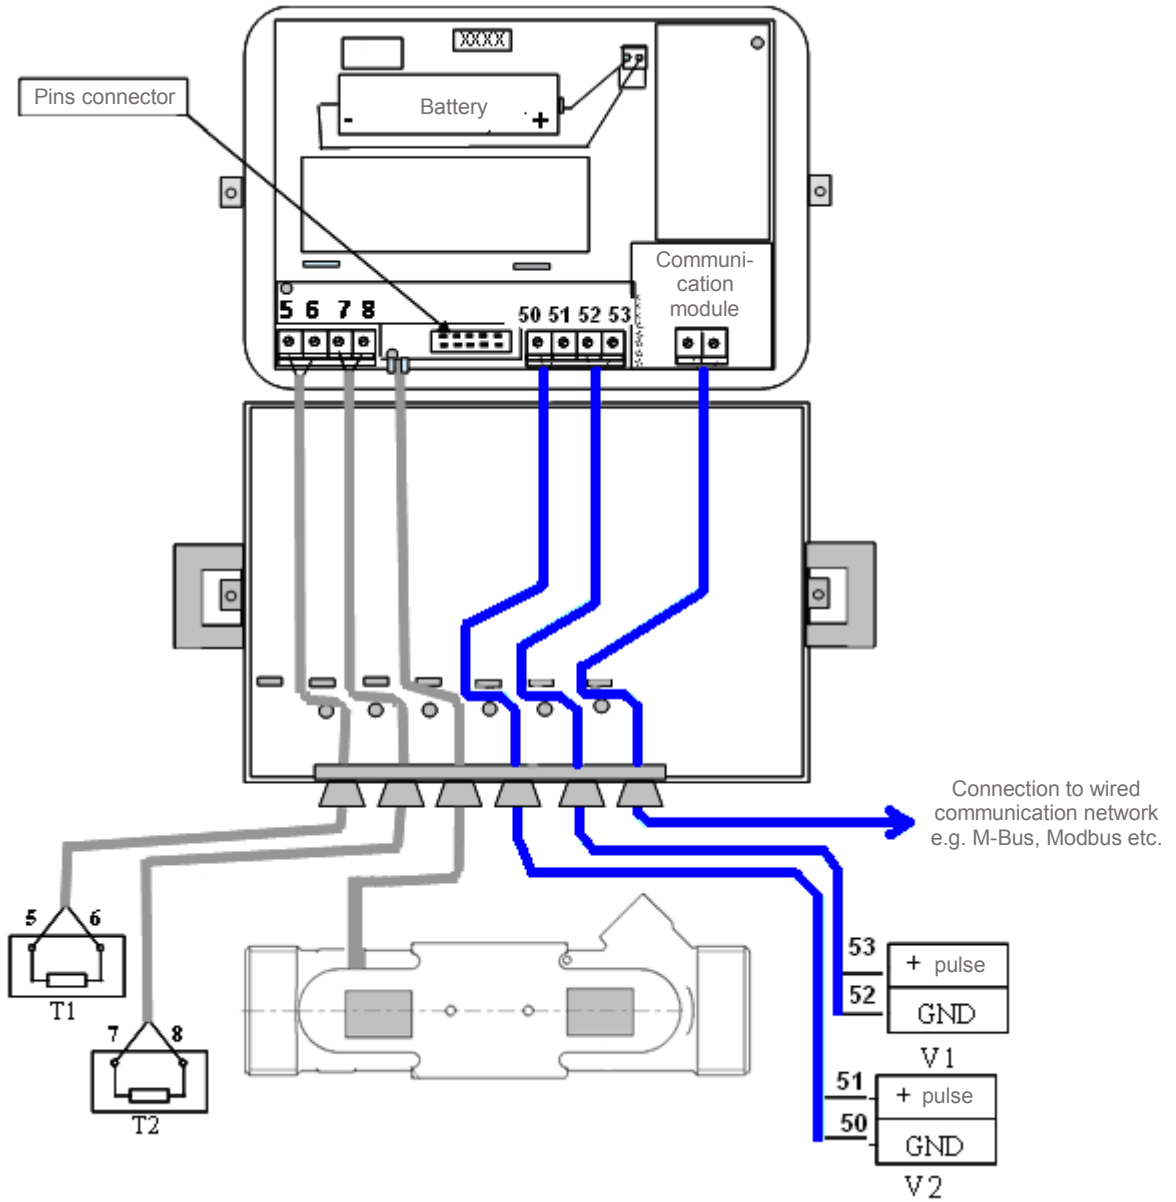 XXXX
Pins connector
Battery
- +
Communi-
cation
module
5 6 7 8
50 51 52 53
Connection to wired
communication network
e.g. M-Bus, Modbus etc.
5 6
T1
7 8
T2
53 + pulse
52 GND
V1
51 + pulse
50 GND
V2